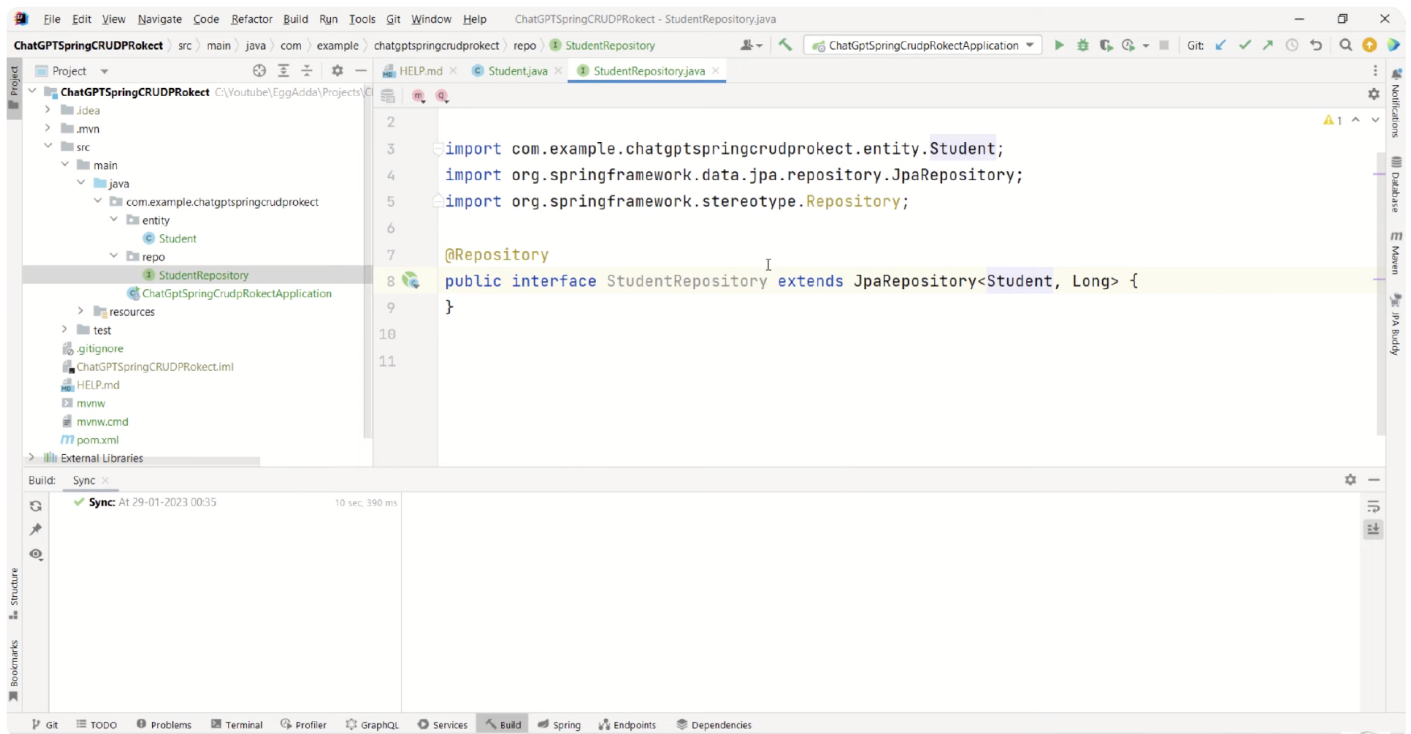 File Edit View Navigate Code Refactor Build Run Tools Git Window Help ChatGPTSpringCRUDPRokect - StudentRepository.java
ChatGPTSpringCRUDPRokect src main java com example chatgptspringcrudprokect repo StudentRepository ChatGptSpringCrudpRokectApplication Git:
Project
Project
HELP.md Student.java StudentRepository.java
ChatGPTSpringCRUDPRokect C:\Youtube\EggAdda\Projects\C
.idea
.mvn
src
main
java
com.example.chatgptspringcrudprokect
entity
Student
repo
StudentRepository
ChatGptSpringCrudpRokectApplication
resources
test
.gitignore
ChatGPTSpringCRUDPRokect.iml
HELP.md
mvnw
mvnw.cmd
pom.xml
External Libraries
1
2
3 import com.example.chatgptspringcrudprokect.entity.Student;
4 import org.springframework.data.jpa.repository.JpaRepository;
5 import org.springframework.stereotype.Repository;
6
7 @Repository
8 public interface StudentRepository extends JpaRepository<Student, Long> {
9 }
10
11
Notifications
Database
Maven
JPA Buddy
Build: Sync
Sync: At 29-01-2023 00:35 10 sec, 390 ms
Structure
Bookmarks
Git TODO Problems Terminal Profiler GraphQL Services Build Spring Endpoints Dependencies